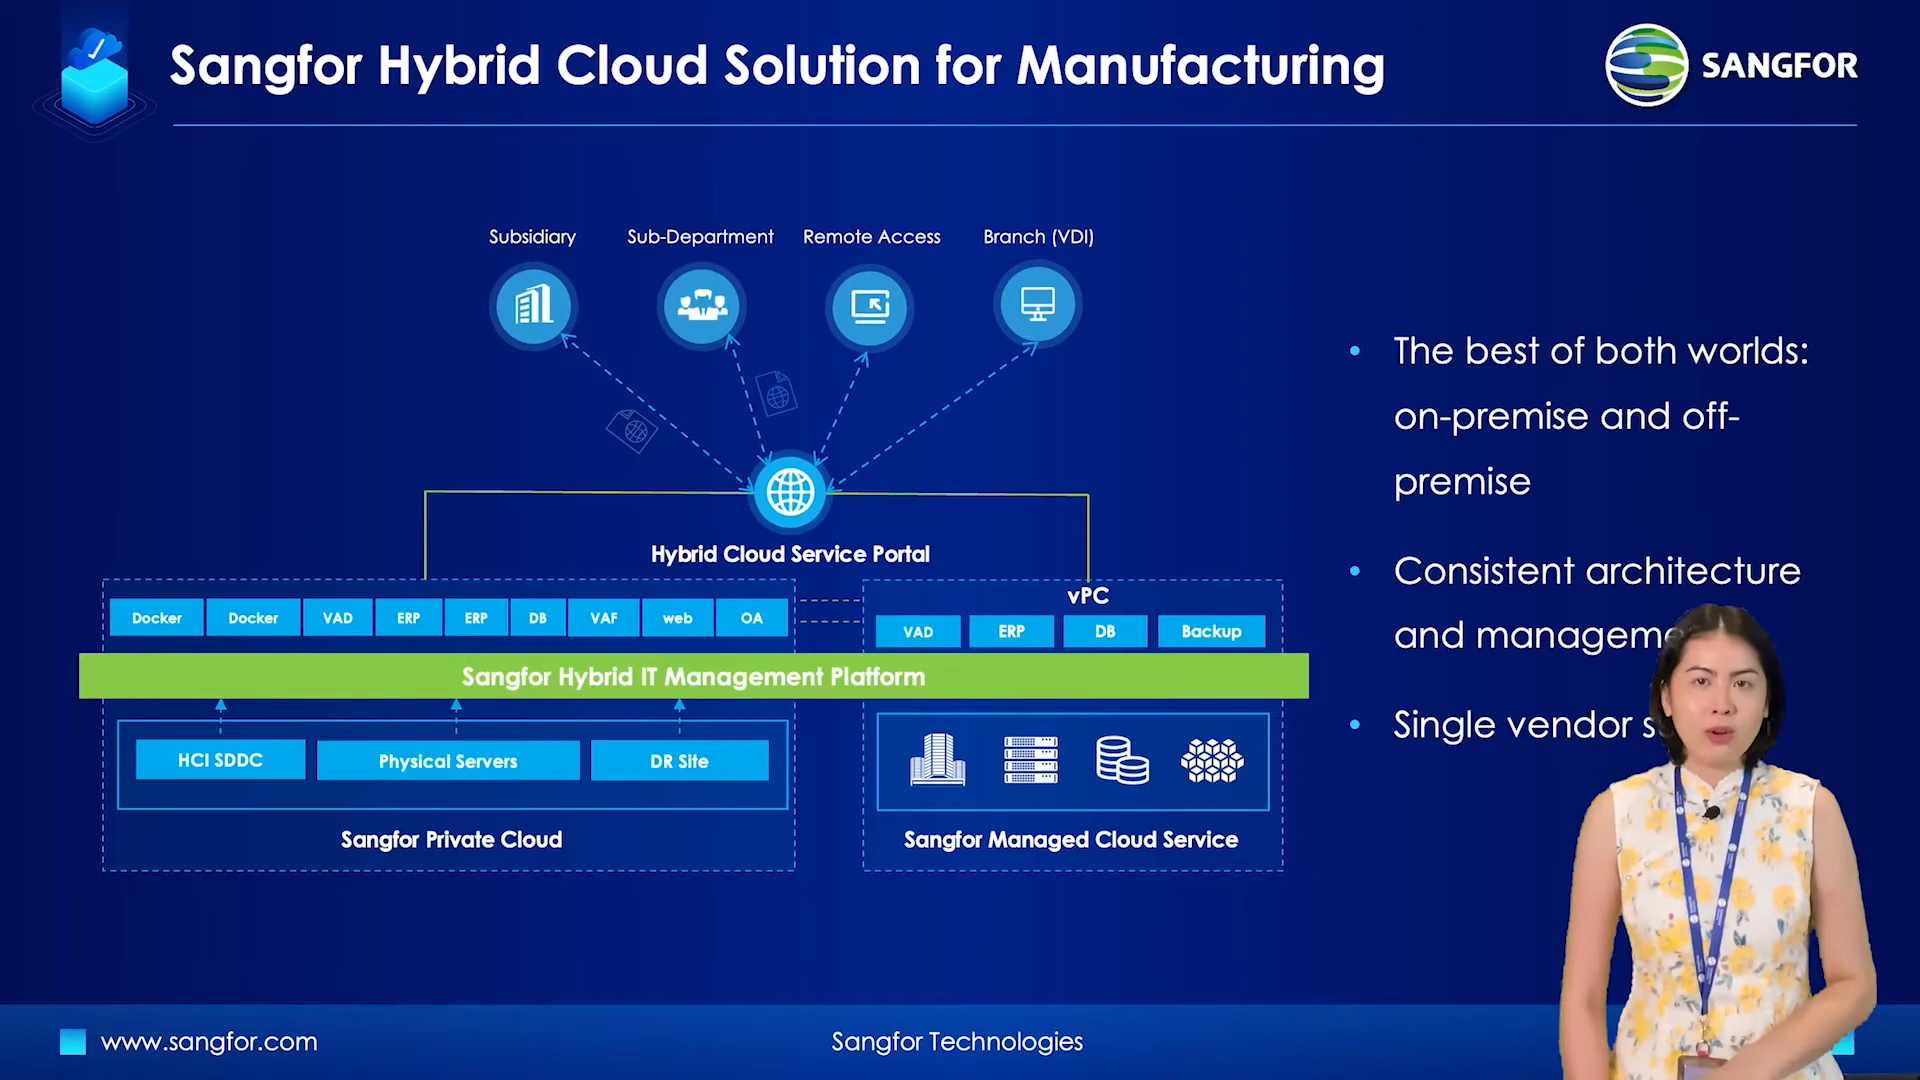 Sangfor Hybrid Cloud Solution for Manufacturing
SANGFOR
Subsidiary
Sub-Department
Remote Access
Branch (VDI)
Hybrid Cloud Service Portal
Docker
Docker
VAD
ERP
ERP
DB
VAF
web
OA
vPC
VAD
ERP
DB
Backup
Sangfor Hybrid IT Management Platform
HCI SDDC
Physical Servers
DR Site
Sangfor Private Cloud
Sangfor Managed Cloud Service
• The best of both worlds:
on-premise and off-
premise
• Consistent architecture
and
• Single vendor
www.sangfor.com
Sangfor Technologies